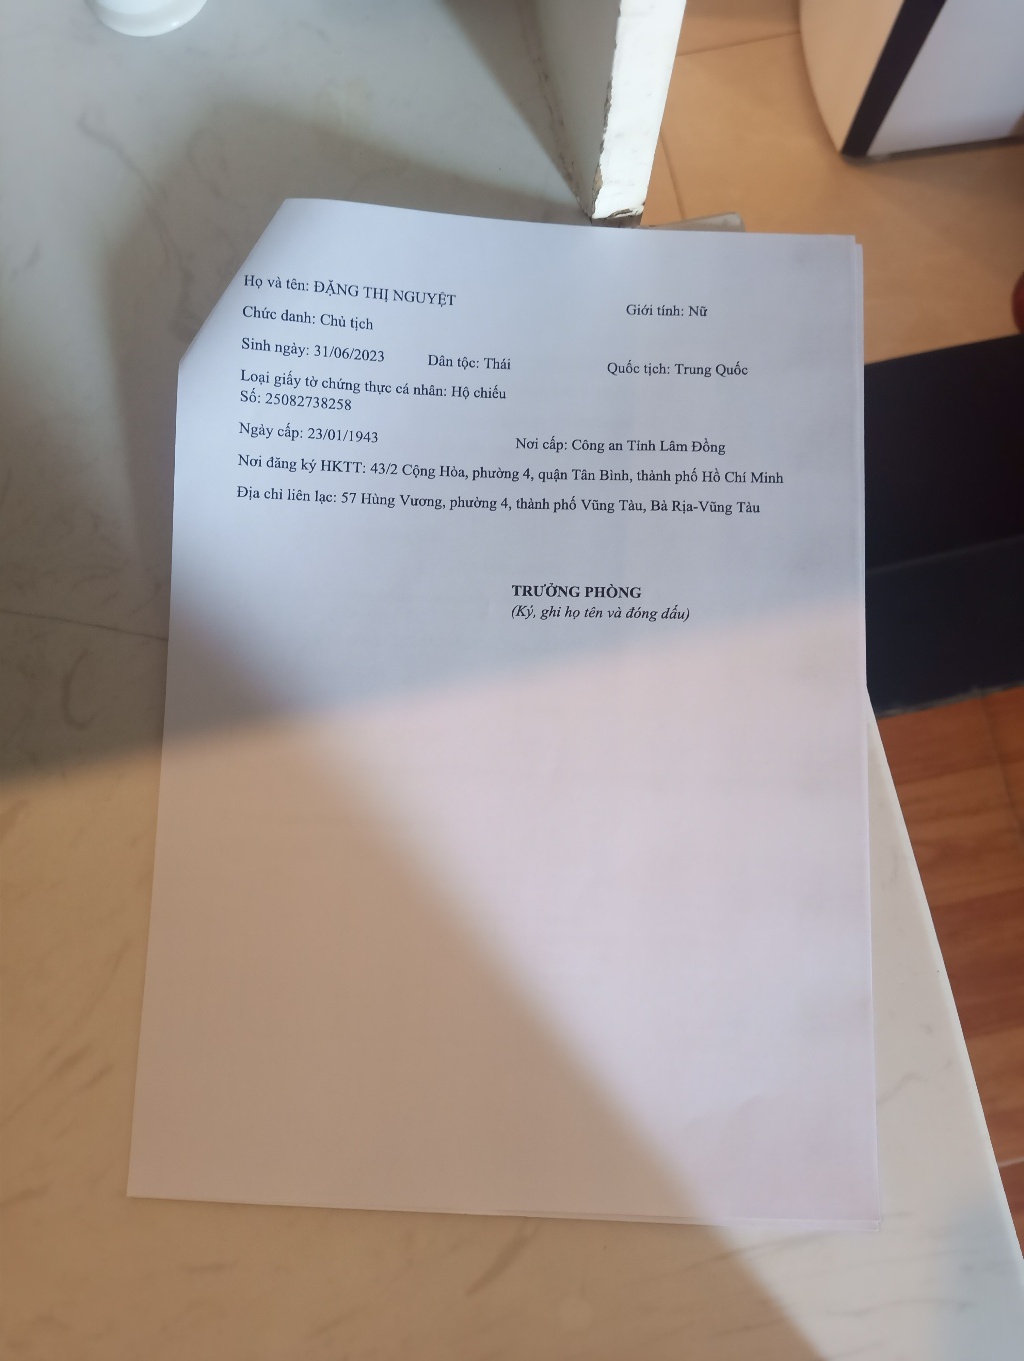 Họ và tên: ĐẶNG THỊ NGUYỆT Giới tính: Nữ
Chức danh: Chủ tịch
Sinh ngày: 31/06/2023 Dân tộc: Thái Quốc tịch: Trung Quốc
Loại giấy tờ chứng thực cá nhân: Hộ chiếu
Số: 25082738258
Ngày cấp: 23/01/1943 Nơi cấp: Công an Tỉnh Lâm Đồng
Nơi đăng ký HKTT: 43/2 Cộng Hòa, phường 4, quận Tân Bình, thành phố Hồ Chí Minh
Địa chỉ liên lạc: 57 Hùng Vương, phường 4, thành phố Vũng Tàu, Bà Rịa-Vũng Tàu
TRƯỞNG PHÒNG
(Ký, ghi họ tên và đóng dấu)